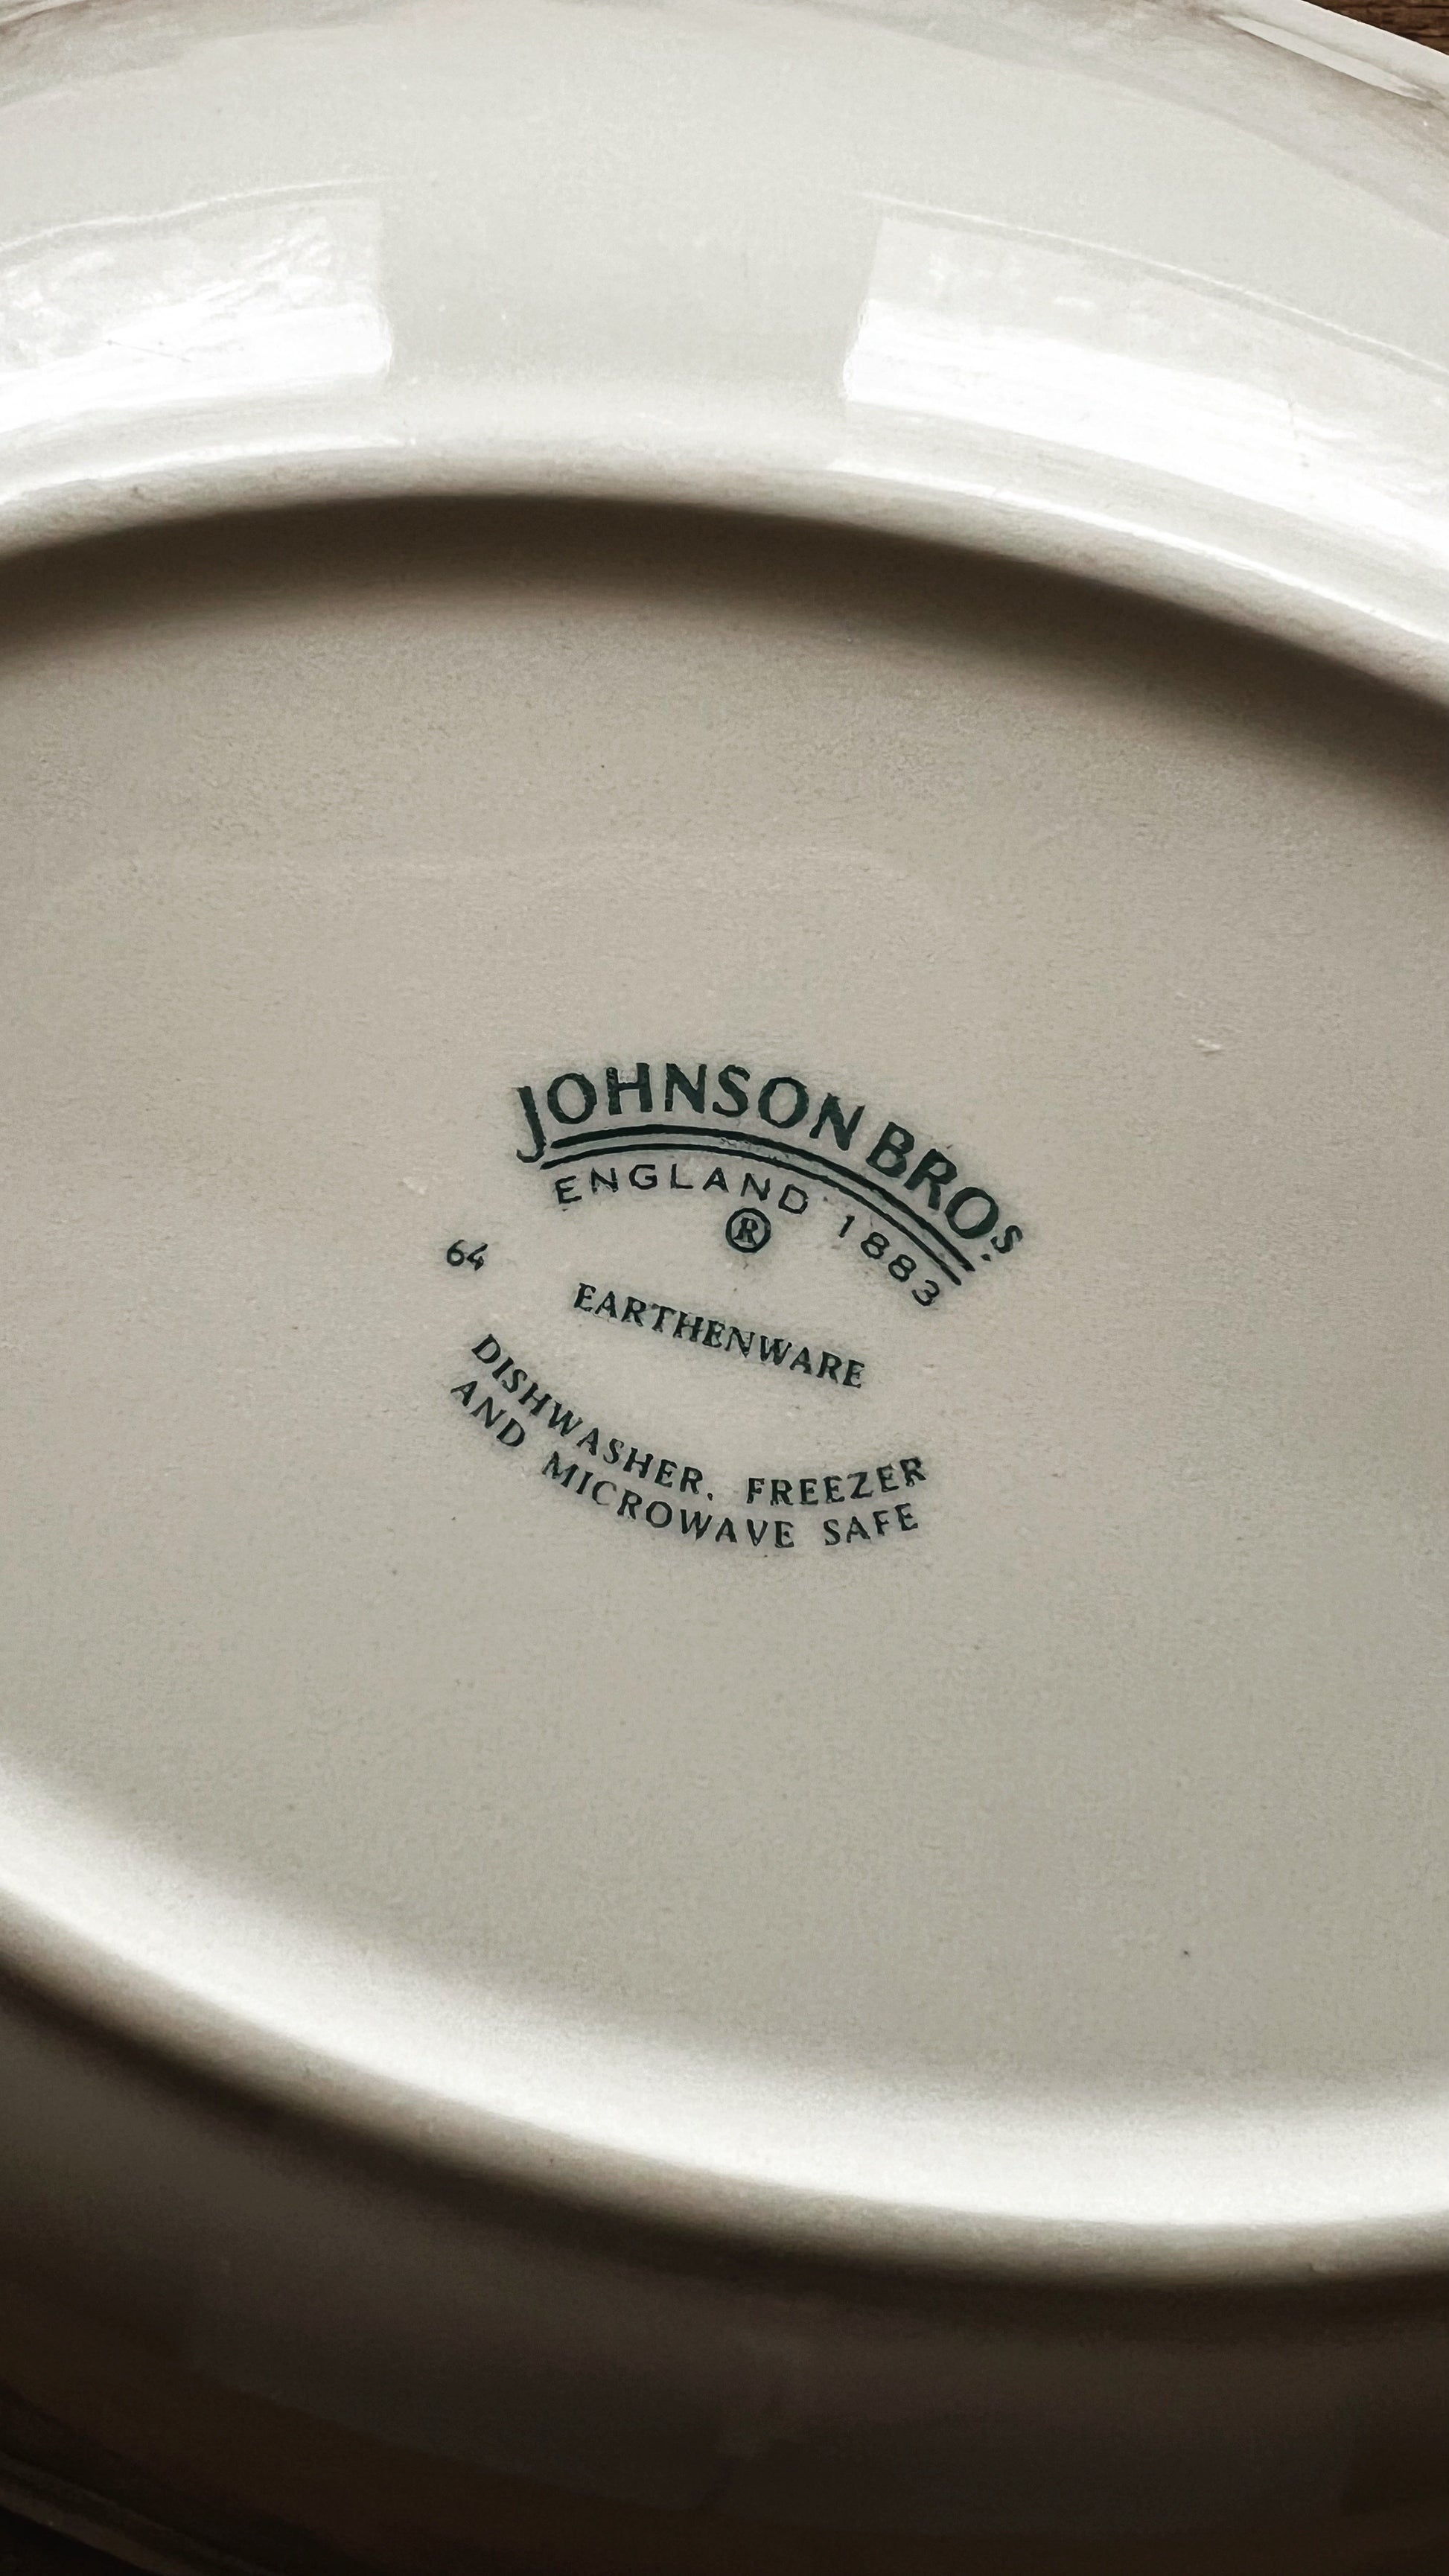 JOHNSON BROS.
ENGLAND 1883
®
64
EARTHENWARE
DISHWASHER, FREEZER
AND MICROWAVE SAFE